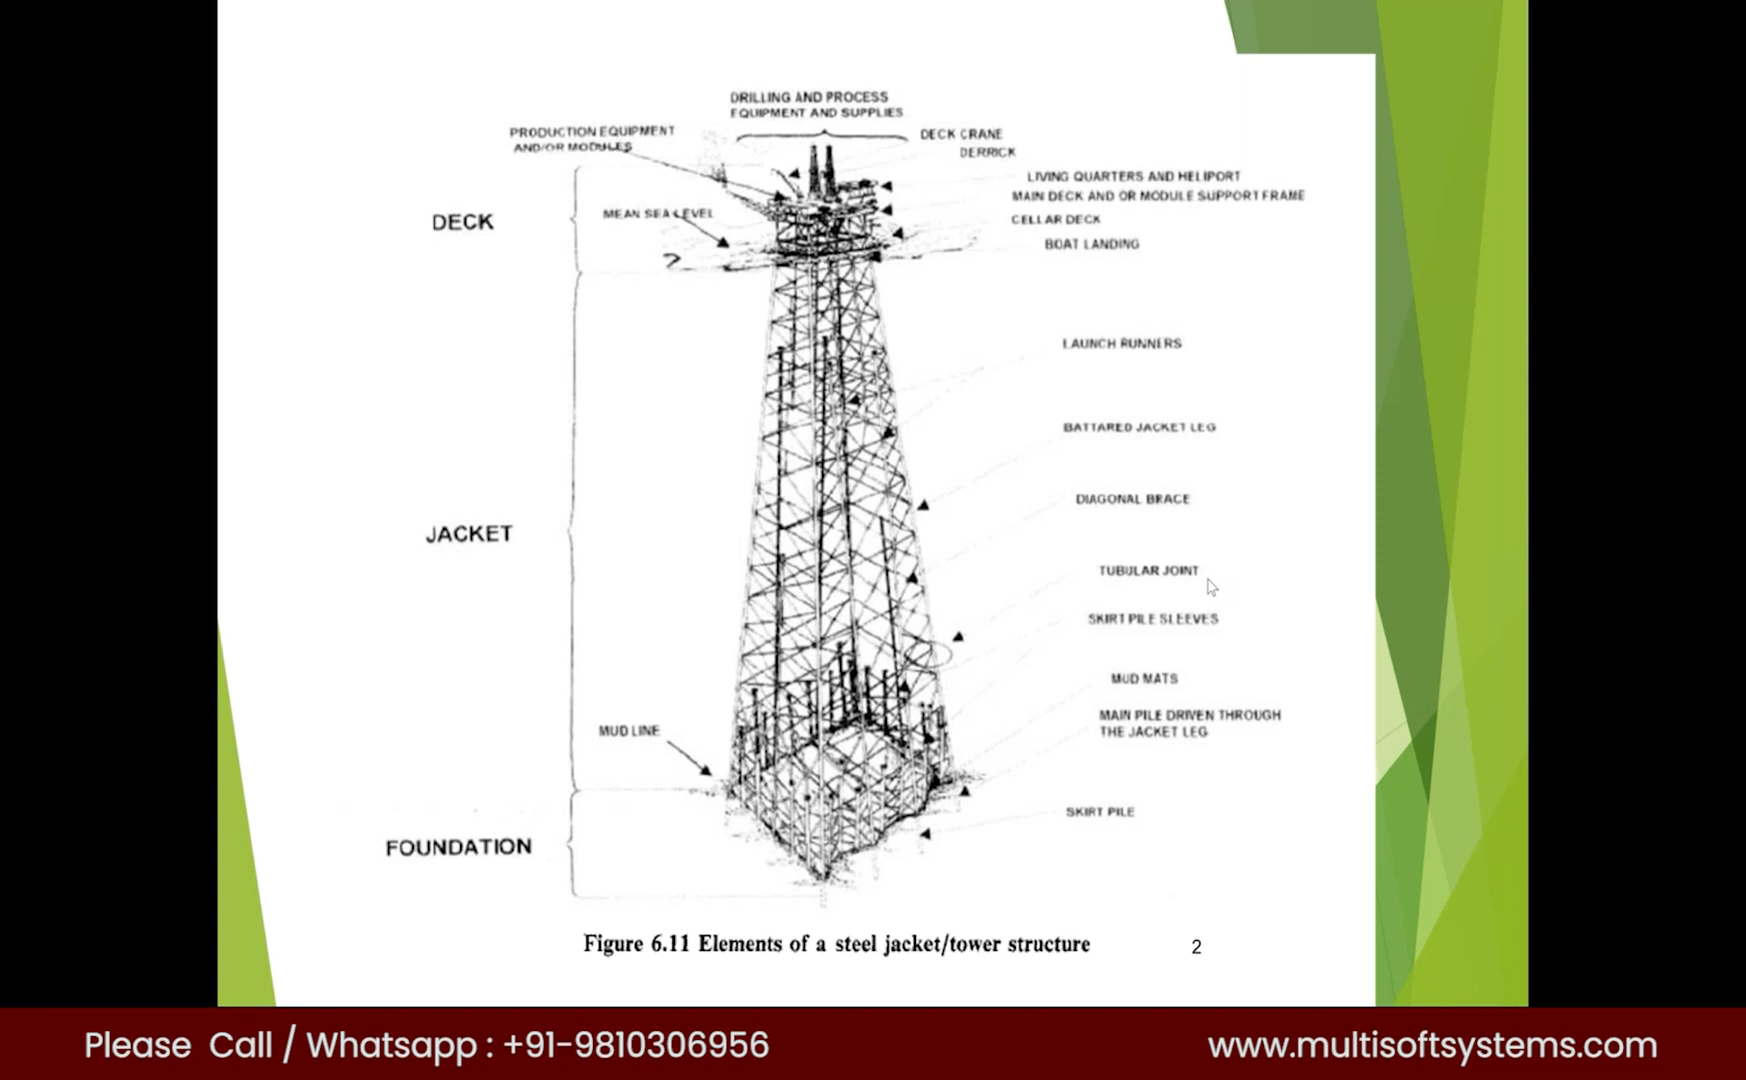 DRILLING AND PROCESS
EQUIPMENT AND SUPPLIES
PRODUCTION EQUIPMENT
AND/OR MODULES
DECK CRANE
DERRICK
LIVING QUARTERS AND HELIPORT
MAIN DECK AND OR MODULE SUPPORT FRAME
DECK
MEAN SEA LEVEL
CELLAR DECK
BOAT LANDING
LAUNCH RUNNERS
BATTARED JACKET LEG
DIAGONAL BRACE
JACKET
TUBULAR JOINT
SKIRT PILE SLEEVES
MUD MATS
MUD LINE
MAIN PILE DRIVEN THROUGH
THE JACKET LEG
SKIRT PILE
FOUNDATION
Figure 6.11 Elements of a steel jacket/tower structure
2
Please Call / Whatsapp : +91-9810306956
www.multisoftsystems.com